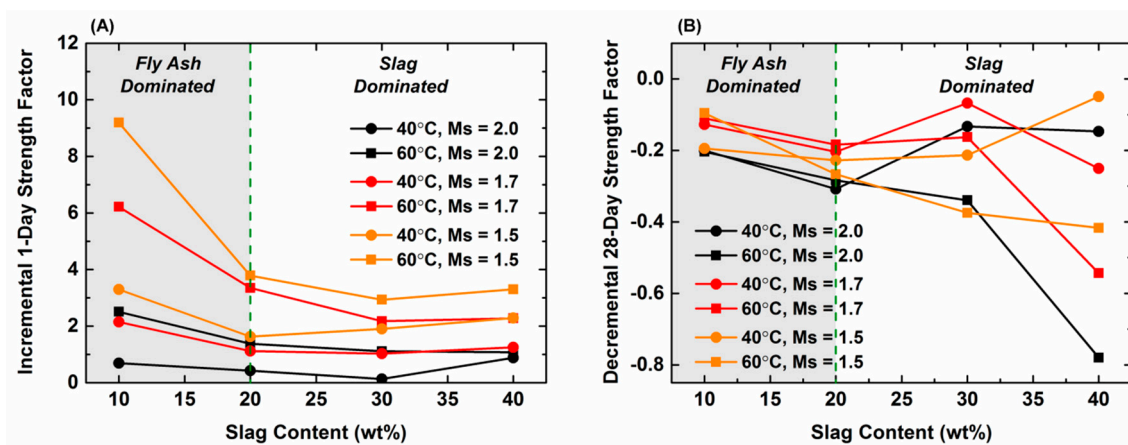 (A)
Incremental 1-Day Strength Factor
12
10
8
6
4
2
0
Fly Ash
Dominated
Slag
Dominated
40°C, Ms = 2.0
60°C, Ms = 2.0
40°C, Ms = 1.7
60°C, Ms = 1.7
40°C, Ms = 1.5
60°C, Ms = 1.5
10 15 20 25 30 35 40
Slag Content (wt%)
(B)
Decremental 28-Day Strength Factor
0.0
-0.2
-0.4
-0.6
-0.8
Fly Ash
Dominated
Slag
Dominated
40°C, Ms = 2.0
60°C, Ms = 2.0
40°C, Ms = 1.7
60°C, Ms = 1.7
40°C, Ms = 1.5
60°C, Ms = 1.5
10 15 20 25 30 35 40
Slag Content (wt%)